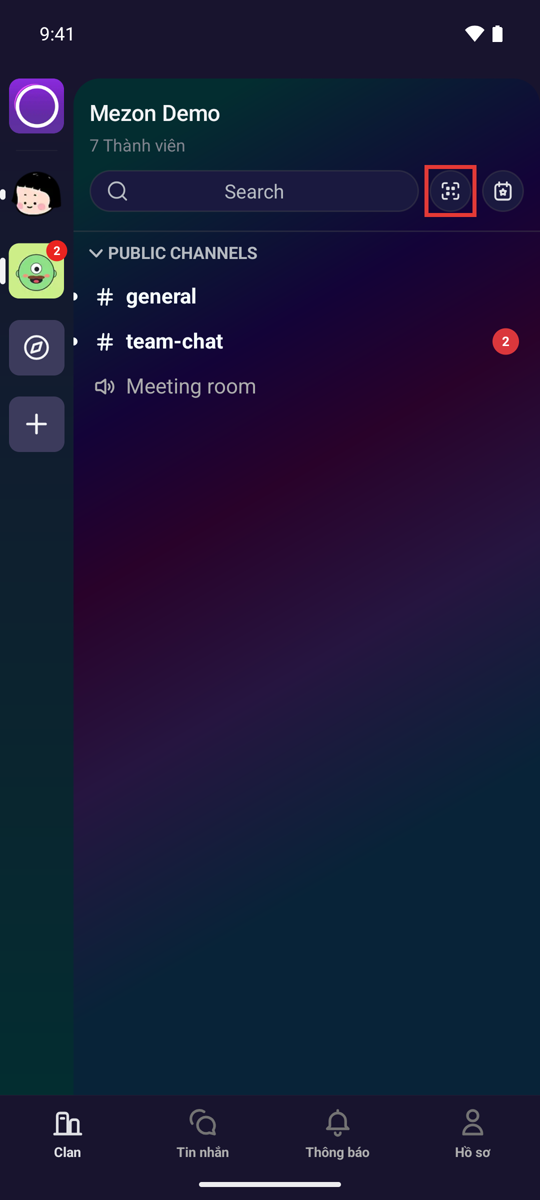 9:41
Mezon Demo
7 Thành viên
Search
2
PUBLIC CHANNELS
# general
# team-chat
2
Meeting room
Clan
Tin nhắn
Thông báo
Hồ sơ